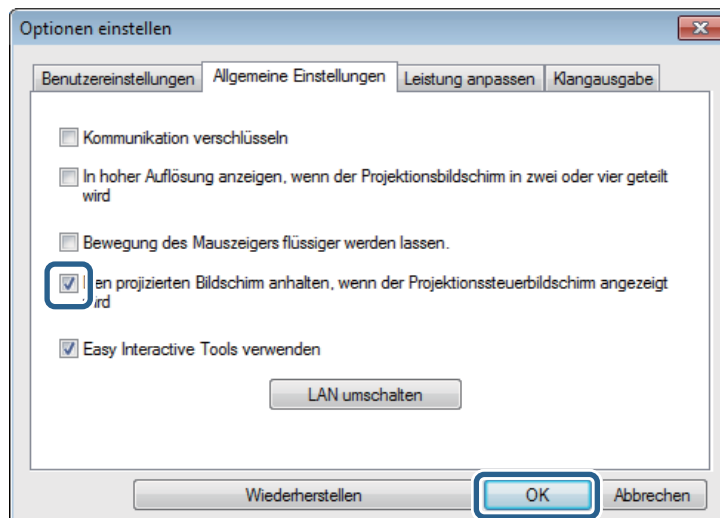 Optionen einstellen
Benutzereinstellungen Allgemeine Einstellungen Leistung anpassen Klangausgabe
Kommunikation verschlüsseln
In hoher Auflösung anzeigen, wenn der Projektionsbildschirm in zwei oder vier geteilt
wird
Bewegung des Mauszeigers flüssiger werden lassen.
en projizierten Bildschirm anhalten, wenn der Projektionssteuerbildschirm angezeigt
ird
Easy Interactive Tools verwenden
LAN umschalten
Wiederherstellen OK Abbrechen